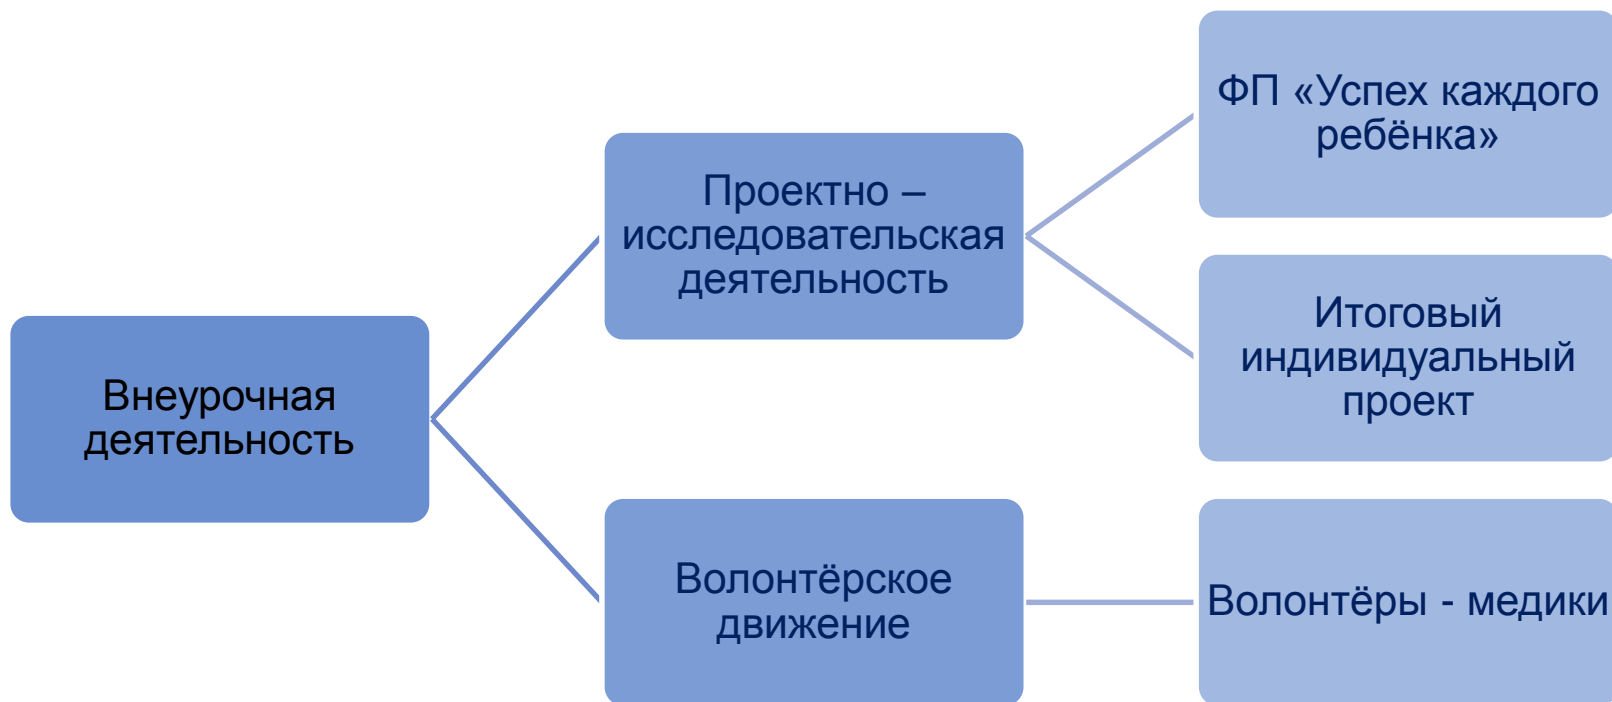 ФП «Успех каждого
ребёнка»
Проектно –
исследовательская
деятельность
Итоговый
индивидуальный
проект
Внеурочная
деятельность
Волонтёрское
движение
Волонтёры - медики